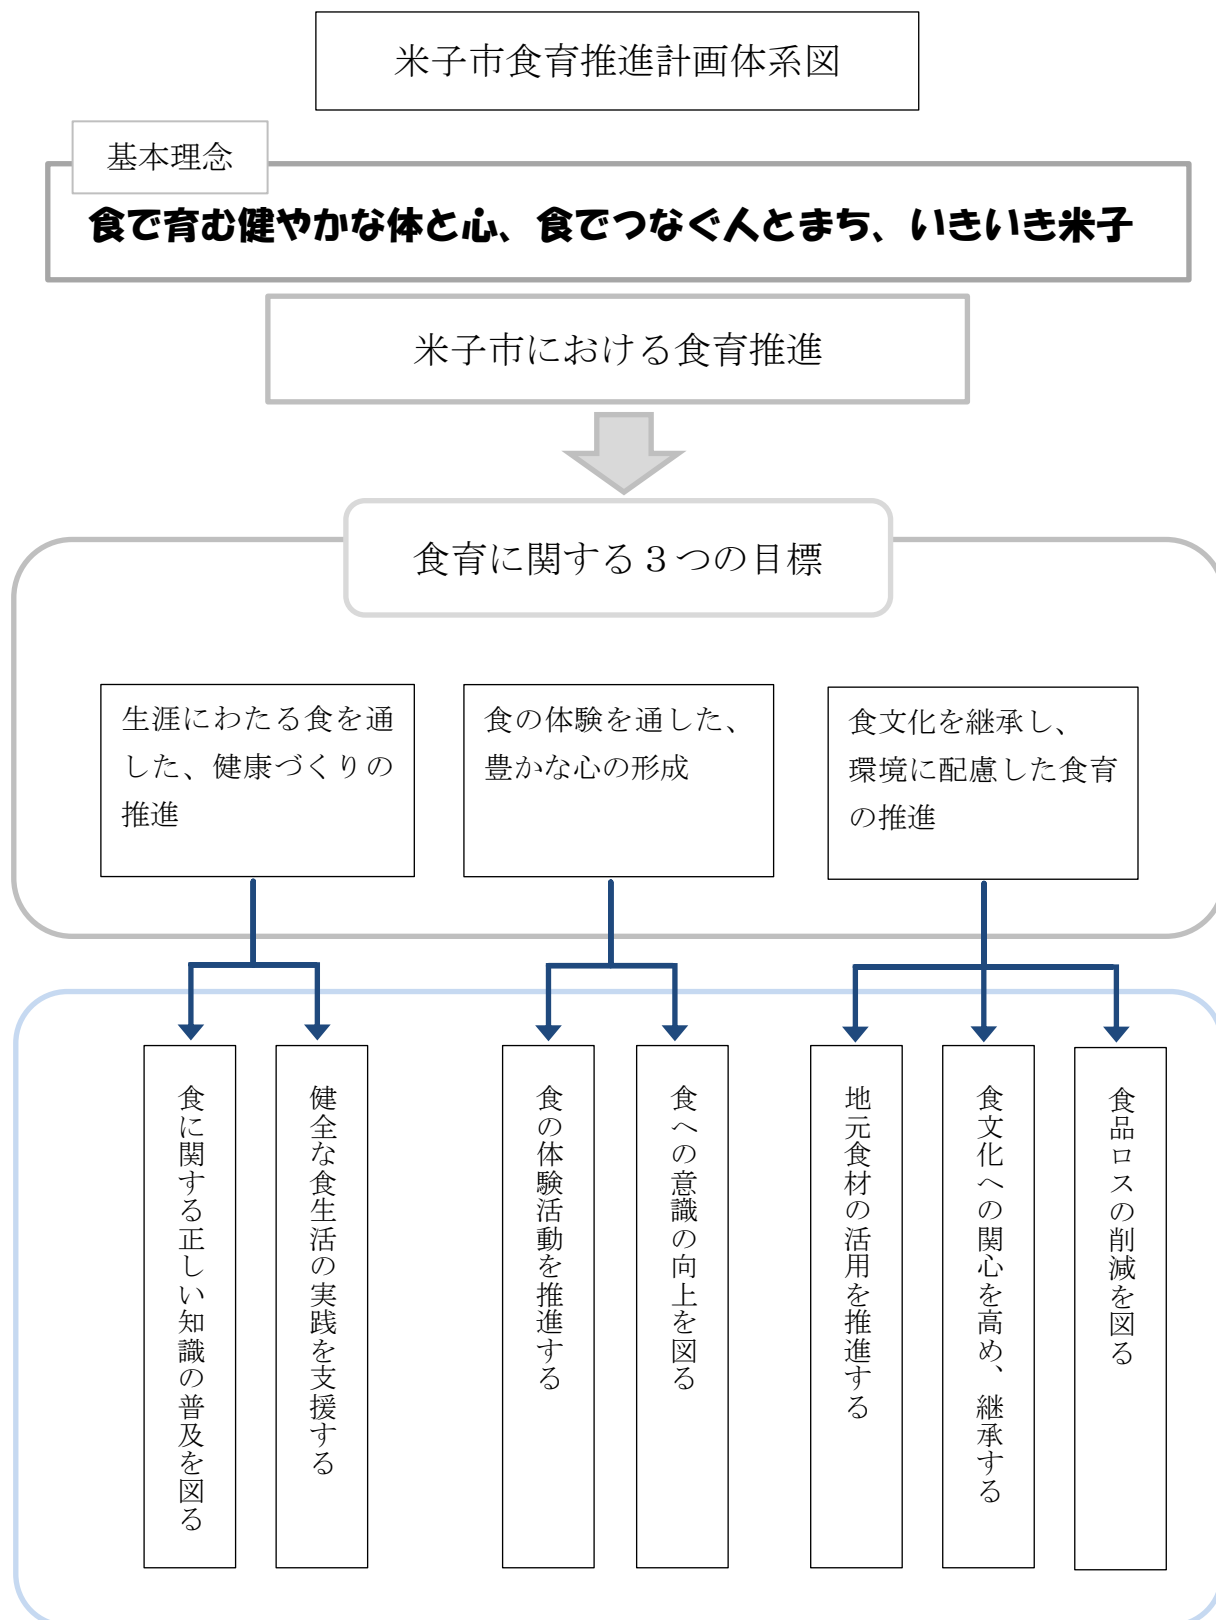 米子市食育推進計画体系図
基本理念
食で育む健やかな体と心、食でつなぐ人とまち、いきいき米子
米子市における食育推進
食育に関する３つの目標
生涯にわたる食を通
した、健康づくりの
推進
食の体験を通した、
豊かな心の形成
食文化を継承し、
環境に配慮した食育
の推進
食に関する正しい知識の普及を図る
健全な食生活の実践を支援する
食の体験活動を推進する
食への意識の向上を図る
地元食材の活用を推進する
食文化への関心を高め、継承する
食品ロスの削減を図る